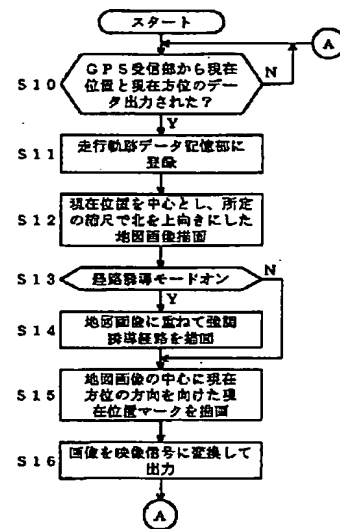 スタート
A
S10
GPS受信部から現在
位置と現在方位のデー
タ出力された?
N
Y
S11
走行軌跡データ記憶部に
登録
S12
現在位置を中心とし、所定
の縮尺で北を上向きにした
地図画像描画
S13
経路誘導モードオン
N
Y
S14
地図画像に重ねて強調
誘導経路を描画
S15
地図画像の中心に現在
方位の方向を向けた現
在位置マークを描画
S16
画像を映像信号に変換して
出力
A